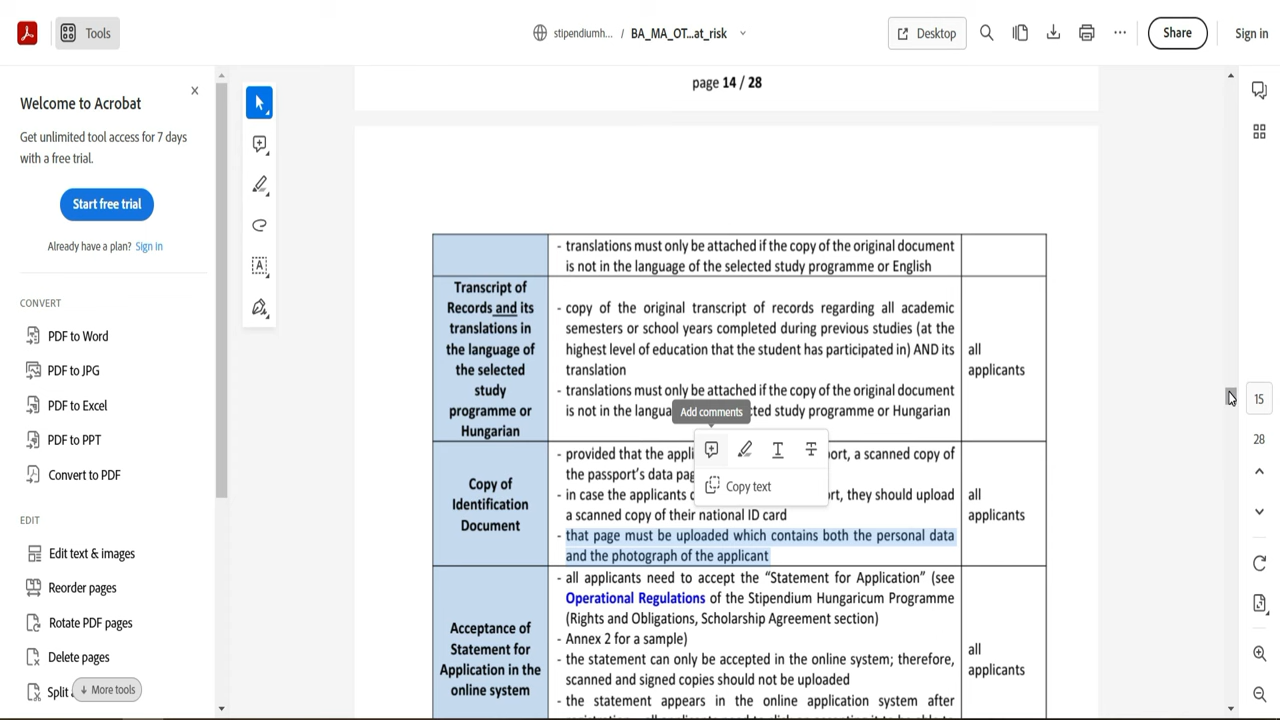 Tools
stipendiumh... / BA_MA_OT...at_risk
Desktop
Share
Sign in
Welcome to Acrobat
Get unlimited tool access for 7 days
with a free trial.
Start free trial
Already have a plan? Sign in
CONVERT
PDF to Word
PDF to JPG
PDF to Excel
PDF to PPT
Convert to PDF
EDIT
Edit text & images
Reorder pages
Rotate PDF pages
Delete pages
Split
↓ More tools
page 14 / 28
- translations must only be attached if the copy of the original document
is not in the language of the selected study programme or English
Transcript of
Records and its
translations in
the language of
the selected
study
programme or
Hungarian
- copy of the original transcript of records regarding all academic
semesters or school years completed during previous studies (at the
highest level of education that the student has participated in) AND its
translation
- translations must only be attached if the copy of the original document
is not in the langua cted study programme or Hungarian
all
applicants
Add comments
Copy text
Copy of
Identification
Document
- provided that the appli ort, a scanned copy of
the passport's data pag
- in case the applicants rt, they should upload
a scanned copy of their national ID card
- that page must be uploaded which contains both the personal data
and the photograph of the applicant
all
applicants
Acceptance of
Statement for
Application in the
online system
- all applicants need to accept the “Statement for Application” (see
Operational Regulations of the Stipendium Hungaricum Programme
(Rights and Obligations, Scholarship Agreement section)
- Annex 2 for a sample)
- the statement can only be accepted in the online system; therefore,
scanned and signed copies should not be uploaded
- the statement appears in the online application system after
all
applicants
15
28